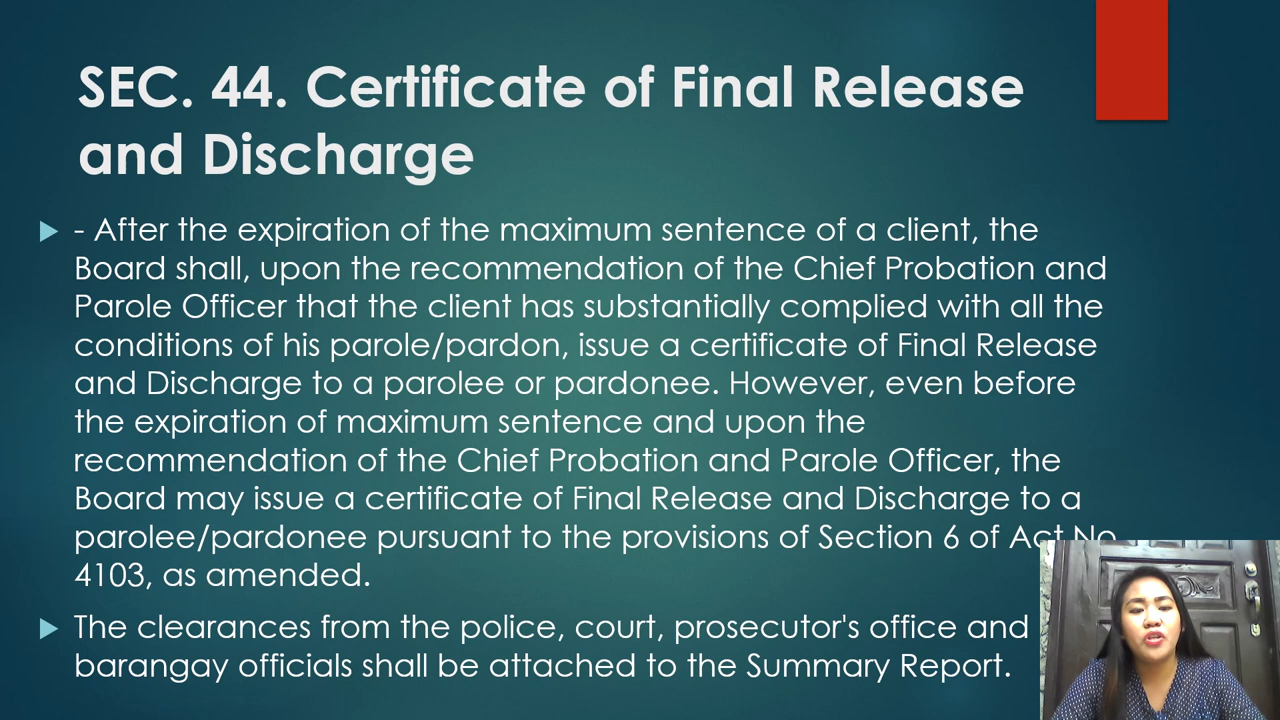 SEC. 44. Certificate of Final Release
and Discharge
- After the expiration of the maximum sentence of a client, the
Board shall, upon the recommendation of the Chief Probation and
Parole Officer that the client has substantially complied with all the
conditions of his parole/pardon, issue a certificate of Final Release
and Discharge to a parolee or pardonee. However, even before
the expiration of maximum sentence and upon the
recommendation of the Chief Probation and Parole Officer, the
Board may issue a certificate of Final Release and Discharge to a
parolee/pardonee pursuant to the provisions of Section 6 of Act No
4103, as amended.
The clearances from the police, court, prosecutor's office and
barangay officials shall be attached to the Summary Report.